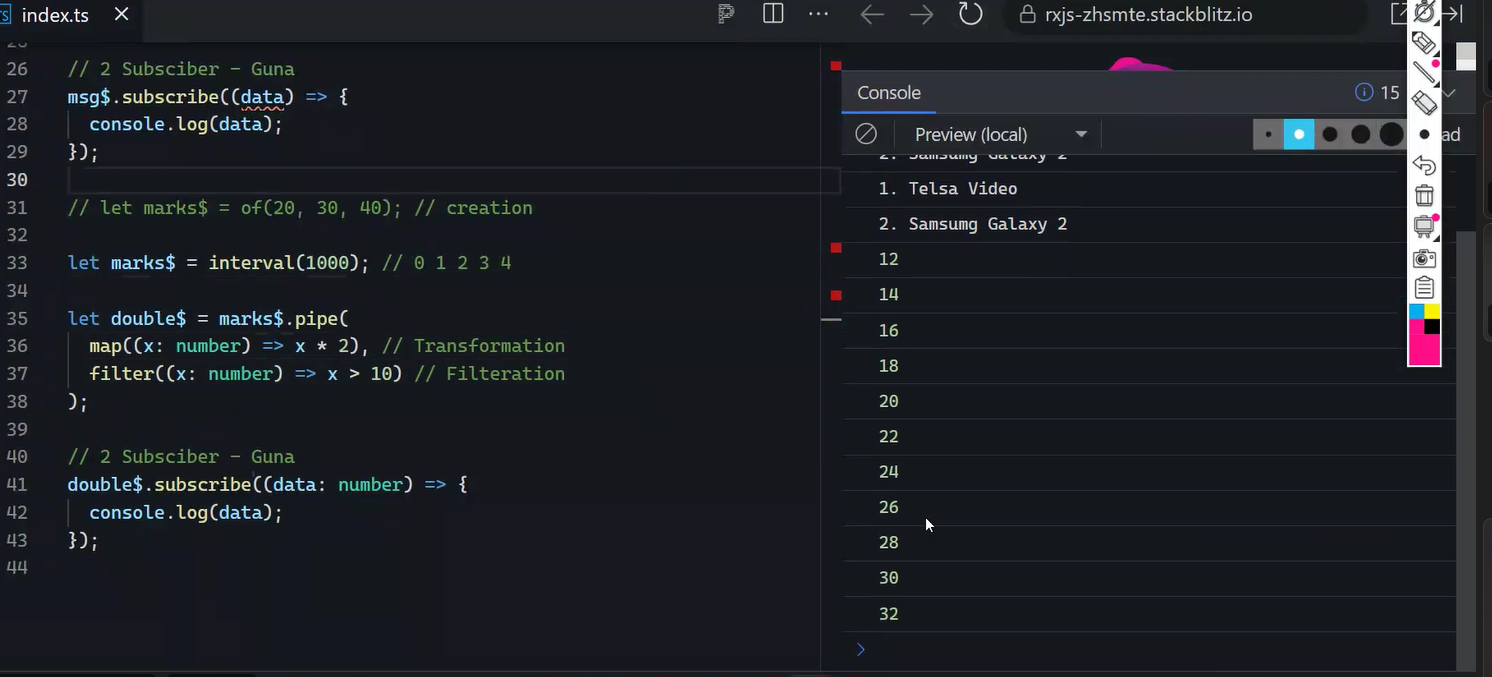 index.ts
rxjs-zhsmte.stackblitz.io
26 // 2 Subsciber - Guna
27 msg$.subscribe((data) => {
28 console.log(data);
29 });
30
31 // let marks$ = of(20, 30, 40); // creation
32
33 let marks$ = interval(1000); // 0 1 2 3 4
34
35 let double$ = marks$.pipe(
36 map((x: number) => x * 2), // Transformation
37 filter((x: number) => x > 10) // Filteration
38 );
39
40 // 2 Subsciber - Guna
41 double$.subscribe((data: number) => {
42 console.log(data);
43 });
44
Console
15
Preview (local)
ad
2. Samsumg Galaxy 2
1. Telsa Video
2. Samsumg Galaxy 2
12
14
16
18
20
22
24
26
28
30
32